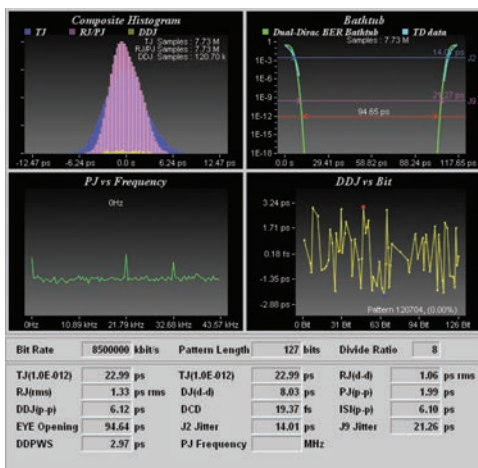 Composite Histogram
TJ RJ/PJ DDJ
TJ Samples : 7.73 M
RJ/PJ Samples : 7.73 M
DDJ Samples : 120.70 k
-12.47 ps -6.24 ps 0.0 s 6.24 ps 12.47 ps
Bathtub
Dual-Dirac BER Bathtub TD data
Samples : 7.73 M
1
1E-3
1E-6
1E-9
1E-12
1E-15
1E-18
J2
J9
94.65 ps
0.0 s 29.41 ps 58.82 ps 88.24 ps 117.65 ps
PJ vs Frequency
0Hz
0Hz 10.89 kHz 21.79 kHz 32.68 kHz 43.57 kHz
DDJ vs Bit
3.24 ps
1.71 ps
0.18 fs
-1.35 ps
-2.88 ps
Pattern 120704, (0.00%)
0 Bit 31 Bit 63 Bit 94 Bit 126 Bit
Bit Rate 8500000 kbit/s Pattern Length 127 bits Divide Ratio 8
TJ(1.0E-012) 22.99 ps TJ(1.0E-012) 22.99 ps RJ(d-d) 1.06 ps rms
RJ(rms) 1.33 ps rms DJ(d-d) 8.03 ps PJ(p-p) 1.99 ps
DDJ(p-p) 6.12 ps DCD 19.37 fs ISI(p-p) 6.10 ps
EYE Opening 94.64 ps J2 Jitter 14.01 ps J9 Jitter 21.26 ps
DDPWS 2.97 ps PJ Frequency MHz